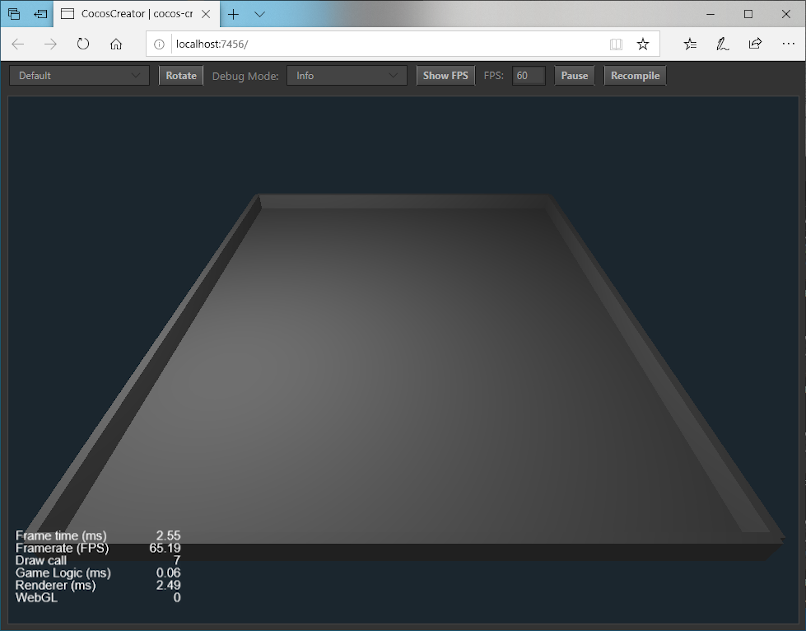 CocosCreator | cocos-cr
localhost:7456/
Default Rotate Debug Mode: Info Show FPS FPS: 60 Pause Recompile
Frame time (ms) 2.55
Framerate (FPS) 65.19
Draw call 7
Game Logic (ms) 0.06
Renderer (ms) 2.49
WebGL 0